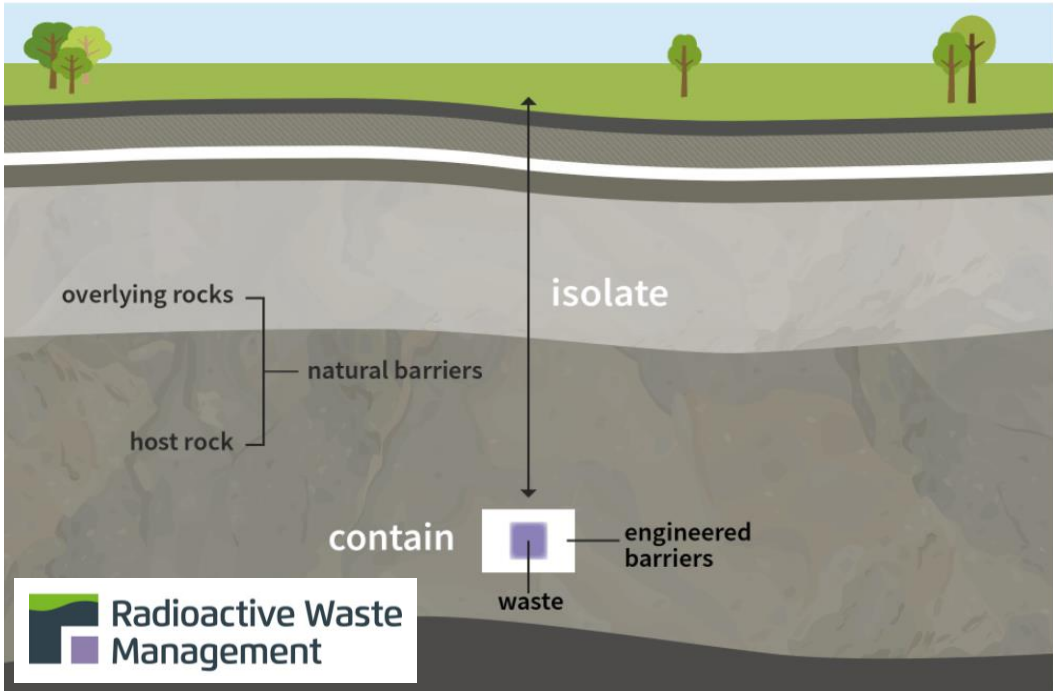 isolate
overlying rocks
natural barriers
host rock
contain
engineered
barriers
waste
Radioactive Waste
Management